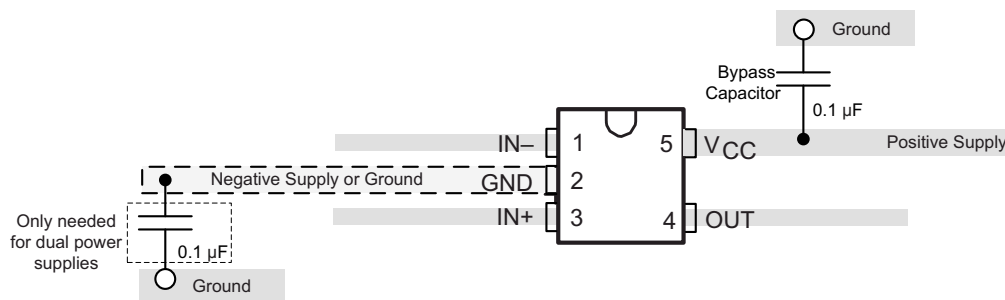 Ground
Bypass
Capacitor
0.1 µF
IN–
1
5
VCC
Positive Supply
Negative Supply or Ground
GND
2
Only needed
for dual power
supplies
IN+
3
4
OUT
0.1 µF
Ground